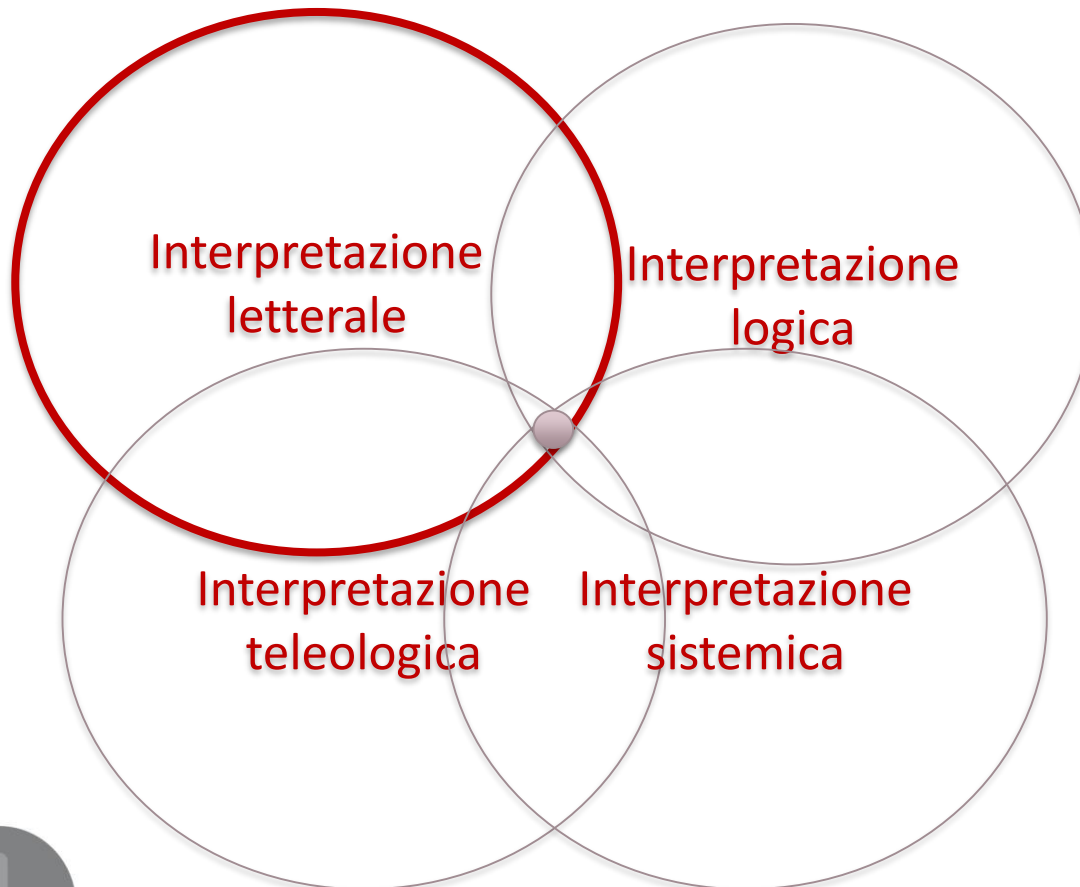 Interpretazione
letterale
Interpretazione
logica
Interpretazione
teleologica
Interpretazione
sistemica